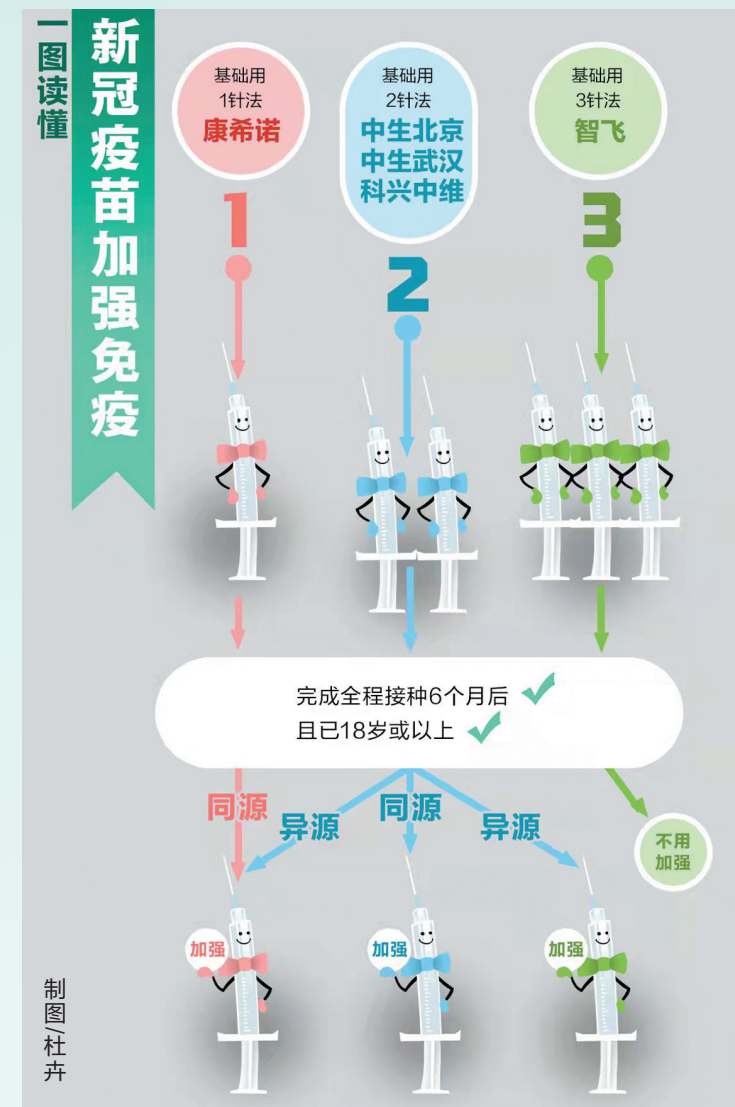 一图读懂
新冠疫苗加强免疫
基础用
1针法
康希诺
1
基础用
2针法
中生北京
中生武汉
科兴中维
2
基础用
3针法
智飞
3
完成全程接种6个月后
且已18岁或以上
同源
异源
同源
异源
不用
加强
加强
加强
加强
制图/杜卉